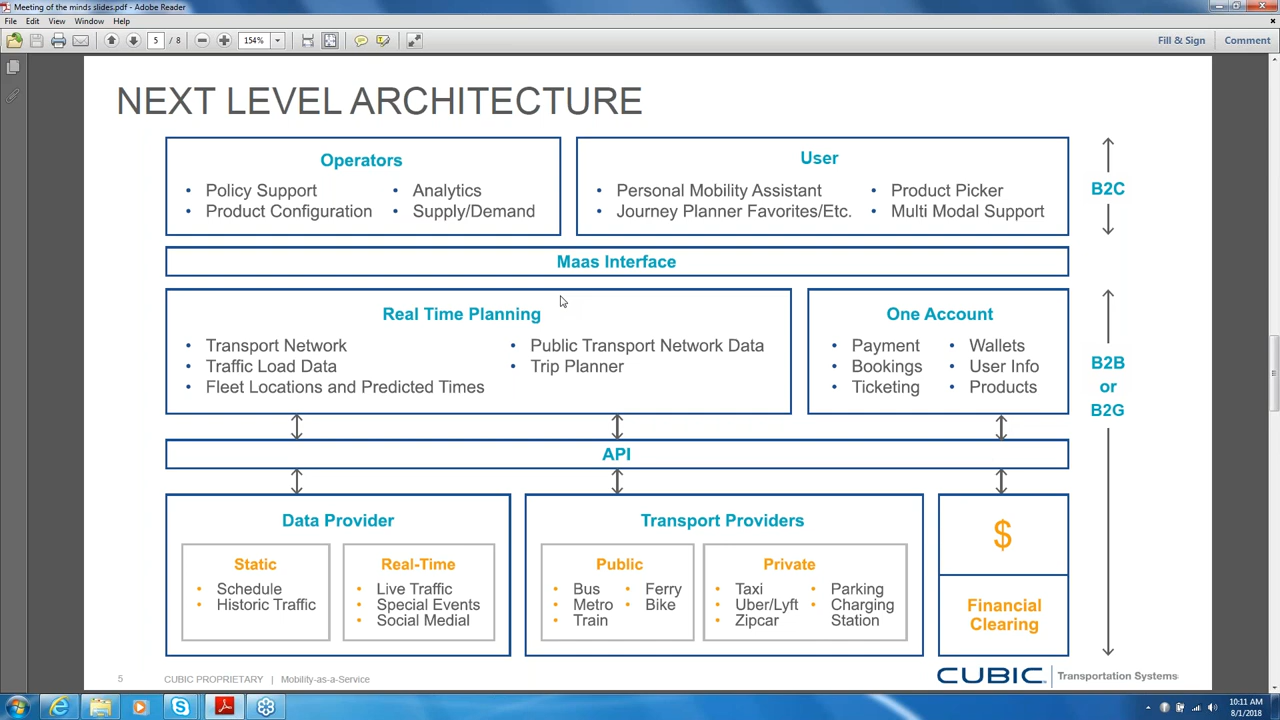 Meeting of the minds slides.pdf - Adobe Reader
File Edit View Window Help
5 / 8 154% Fill & Sign Comment
NEXT LEVEL ARCHITECTURE
Operators
• Policy Support • Analytics
• Product Configuration • Supply/Demand
User
• Personal Mobility Assistant • Product Picker
• Journey Planner Favorites/Etc. • Multi Modal Support
B2C
Maas Interface
Real Time Planning
• Transport Network • Public Transport Network Data
• Traffic Load Data • Trip Planner
• Fleet Locations and Predicted Times
One Account
• Payment • Wallets
• Bookings • User Info
• Ticketing • Products
B2B
or
B2G
API
Data Provider
Static
• Schedule
• Historic Traffic
Real-Time
• Live Traffic
• Special Events
• Social Medial
Transport Providers
Public
• Bus • Ferry
• Metro • Bike
• Train
Private
• Taxi • Parking
• Uber/Lyft • Charging
• Zipcar Station
$
Financial
Clearing
5 CUBIC PROPRIETARY | Mobility-as-a-Service
CUBIC Transportation Systems
10:11 AM
8/1/2018